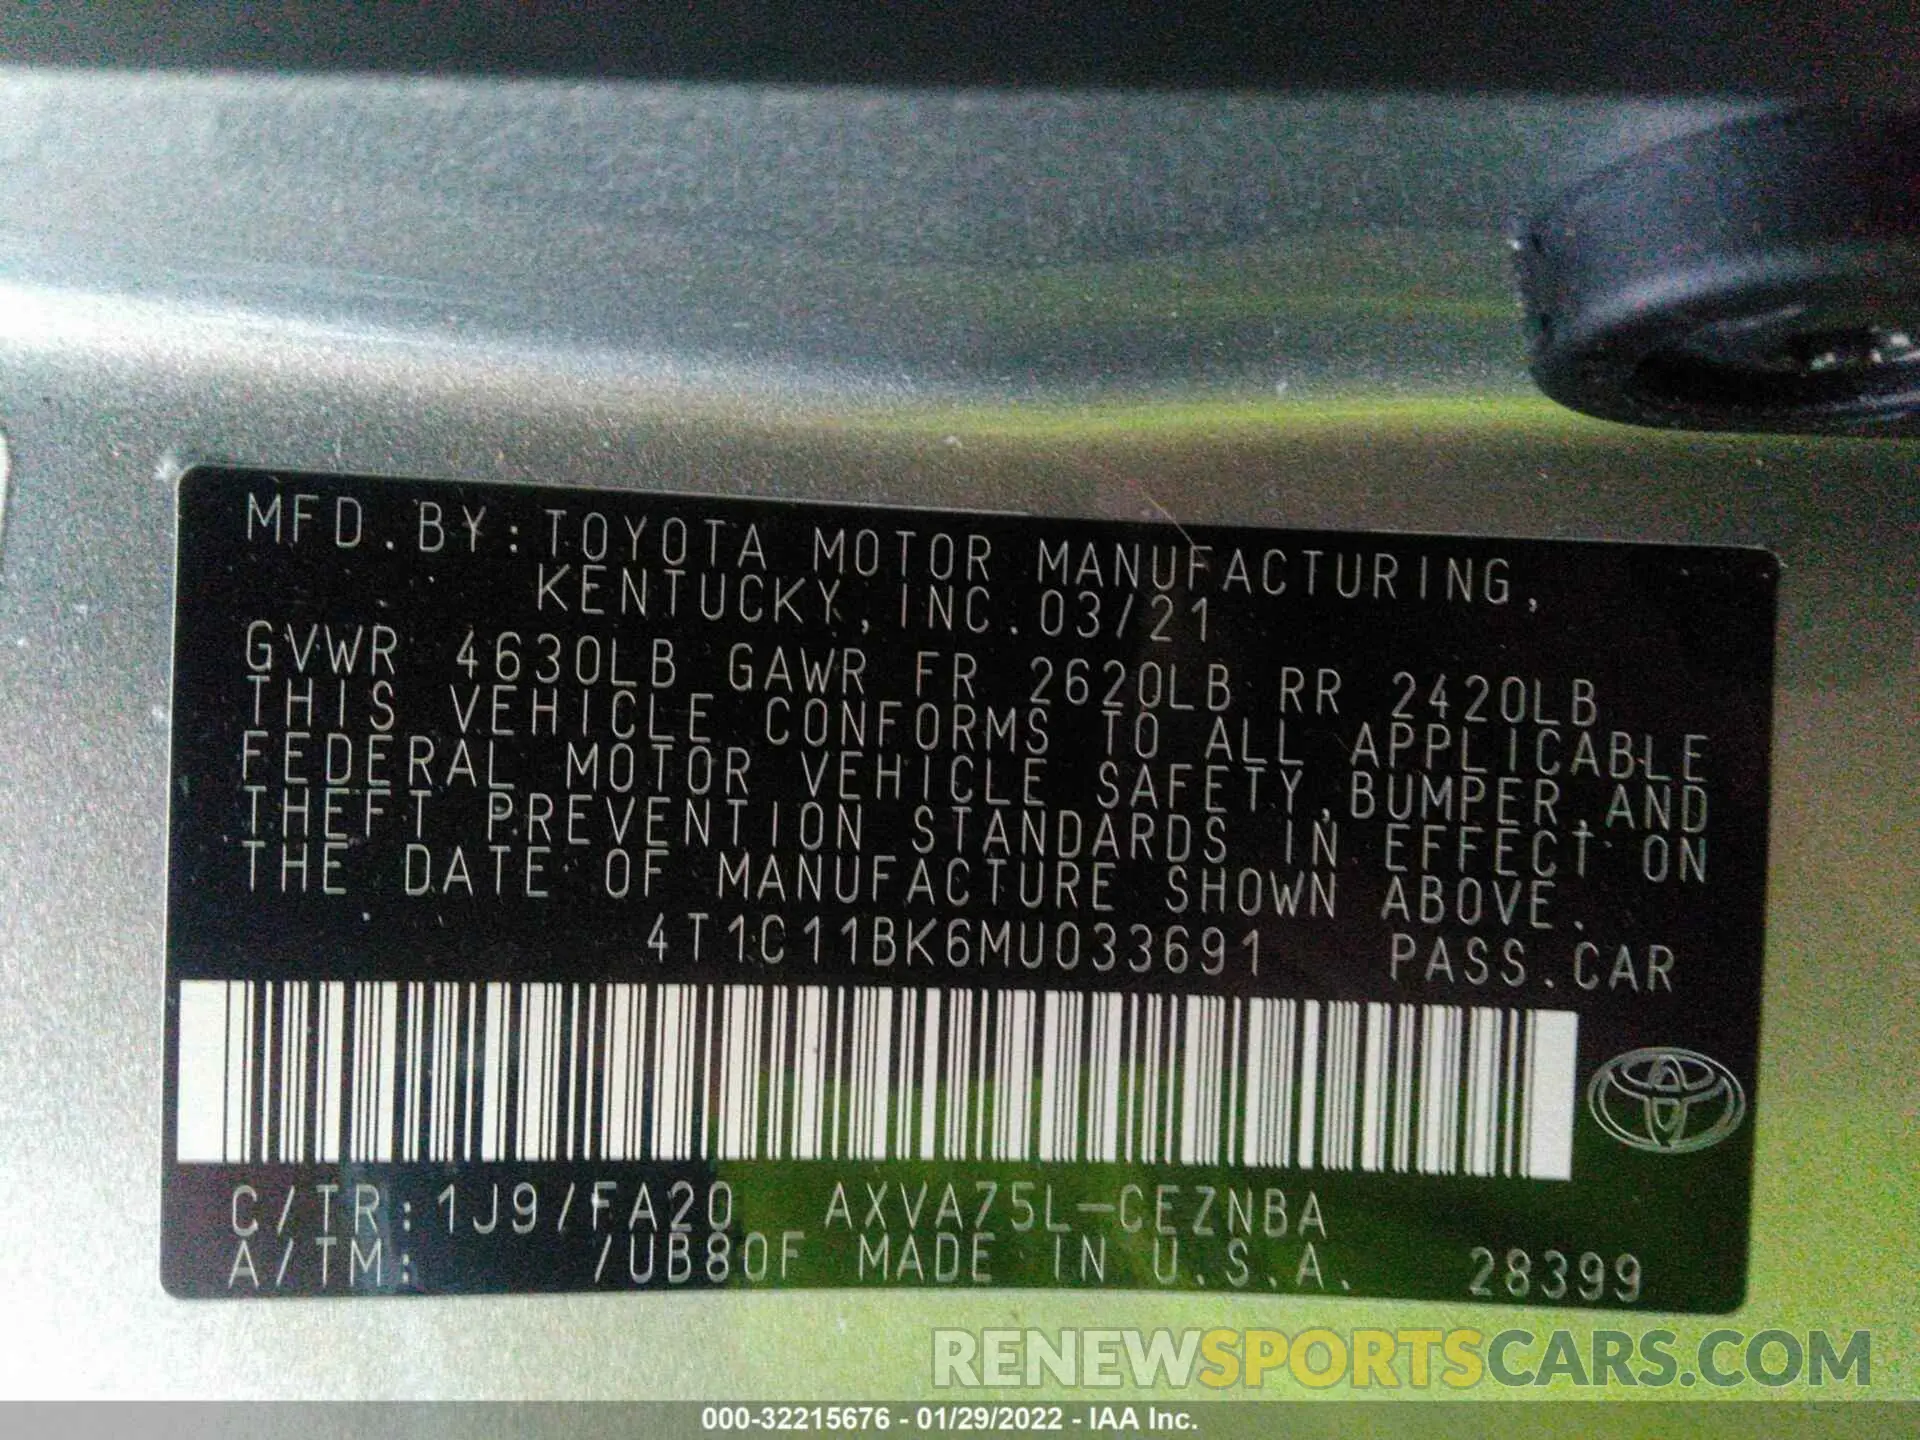 MFD. BY: TOYOTA MOTOR MANUFACTURING,
KENTUCKY, INC. 03/21
GVWR 4630LB GAWR FR 2620LB RR 2420LB
THIS VEHICLE CONFORMS TO ALL APPLICABLE
FEDERAL MOTOR VEHICLE SAFETY, BUMPER, AND
THEFT PREVENTION STANDARDS IN EFFECT ON
THE DATE OF MANUFACTURE SHOWN ABOVE.
4T1C11BK6MU033691 PASS. CAR
C/TR: 1J9/FA20 AXVA75L-CEZNBA
A/TM: /UB80F MADE IN U.S.A. 28399
RENEWSPORTSCARS.COM
000-32215676 - 01/29/2022 - IAA Inc.